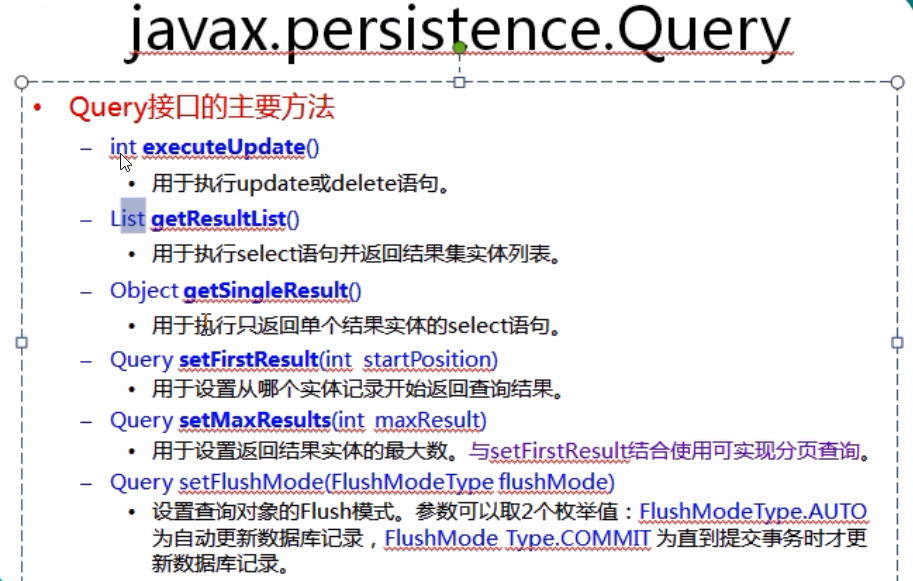 javax.persistence.Query
• Query接口的主要方法
– int executeUpdate()
• 用于执行update或delete语句。
– List getResultList()
• 用于执行select语句并返回结果集实体列表。
– Object getSingleResult()
• 用于执行只返回单个结果实体的select语句。
– Query setFirstResult(int startPosition)
• 用于设置从哪个实体记录开始返回查询结果。
– Query setMaxResults(int maxResult)
• 用于设置返回结果实体的最大数。与setFirstResult结合使用可实现分页查询。
– Query setFlushMode(FlushModeType flushMode)
• 设置查询对象的Flush模式。参数可以取2个枚举值：FlushModeType.AUTO
为自动更新数据库记录，FlushMode Type.COMMIT 为直到提交事务时才更
新数据库记录。